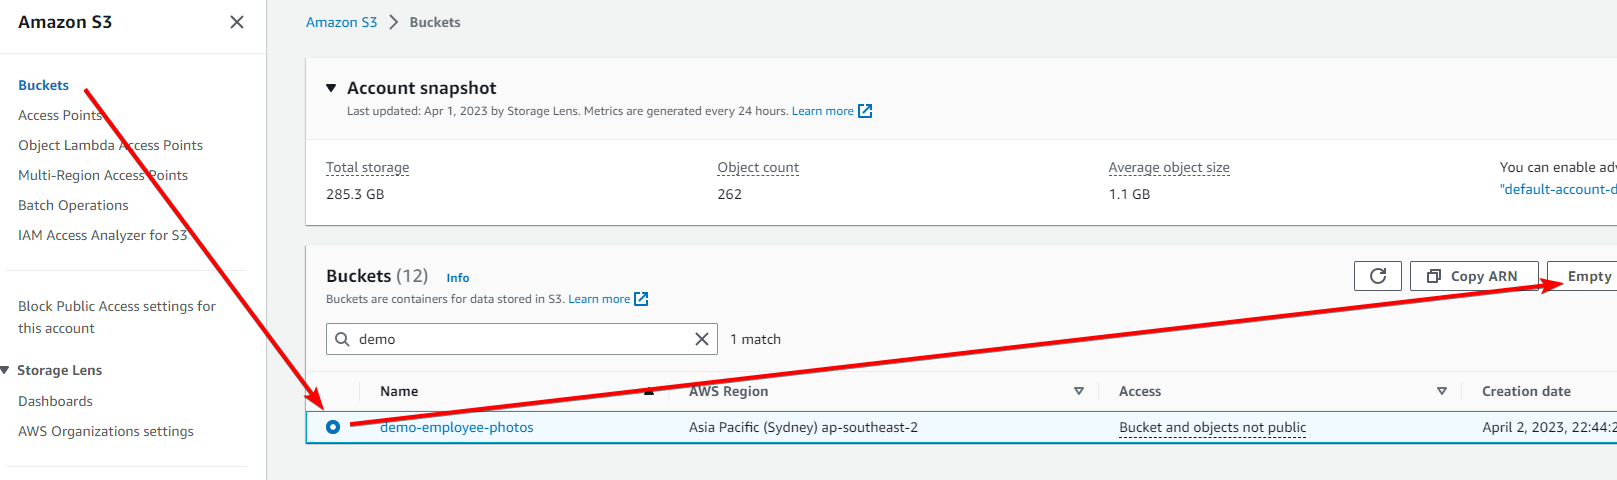 Amazon S3
Buckets
Access Points
Object Lambda Access Points
Multi-Region Access Points
Batch Operations
IAM Access Analyzer for S3
Block Public Access settings for
this account
Storage Lens
Dashboards
AWS Organizations settings
Amazon S3 Buckets
Account snapshot
Last updated: Apr 1, 2023 by Storage Lens. Metrics are generated every 24 hours. Learn more
Total storage Object count Average object size You can enable adv
285.3 GB 262 1.1 GB "default-account-d
Buckets (12) Info Copy ARN Empty
Buckets are containers for data stored in S3. Learn more
demo 1 match
Name AWS Region Access Creation date
demo-employee-photos Asia Pacific (Sydney) ap-southeast-2 Bucket and objects not public April 2, 2023, 22:44:2